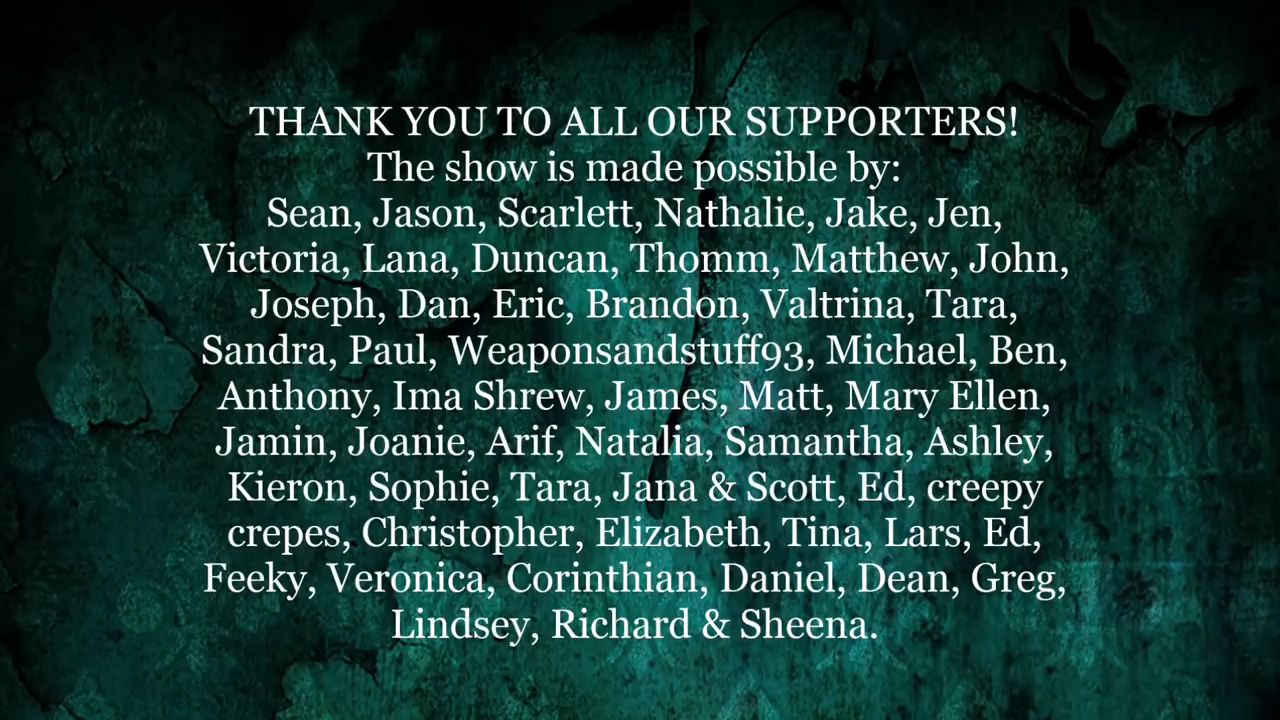 THANK YOU TO ALL OUR SUPPORTERS!
The show is made possible by:
Sean, Jason, Scarlett, Nathalie, Jake, Jen,
Victoria, Lana, Duncan, Thomm, Matthew, John,
Joseph, Dan, Eric, Brandon, Valtrina, Tara,
Sandra, Paul, Weaponsandstuff93, Michael, Ben,
Anthony, Ima Shrew, James, Matt, Mary Ellen,
Jamin, Joanie, Arif, Natalia, Samantha, Ashley,
Kieron, Sophie, Tara, Jana & Scott, Ed, creepy
crepes, Christopher, Elizabeth, Tina, Lars, Ed,
Feeky, Veronica, Corinthian, Daniel, Dean, Greg,
Lindsey, Richard & Sheena.